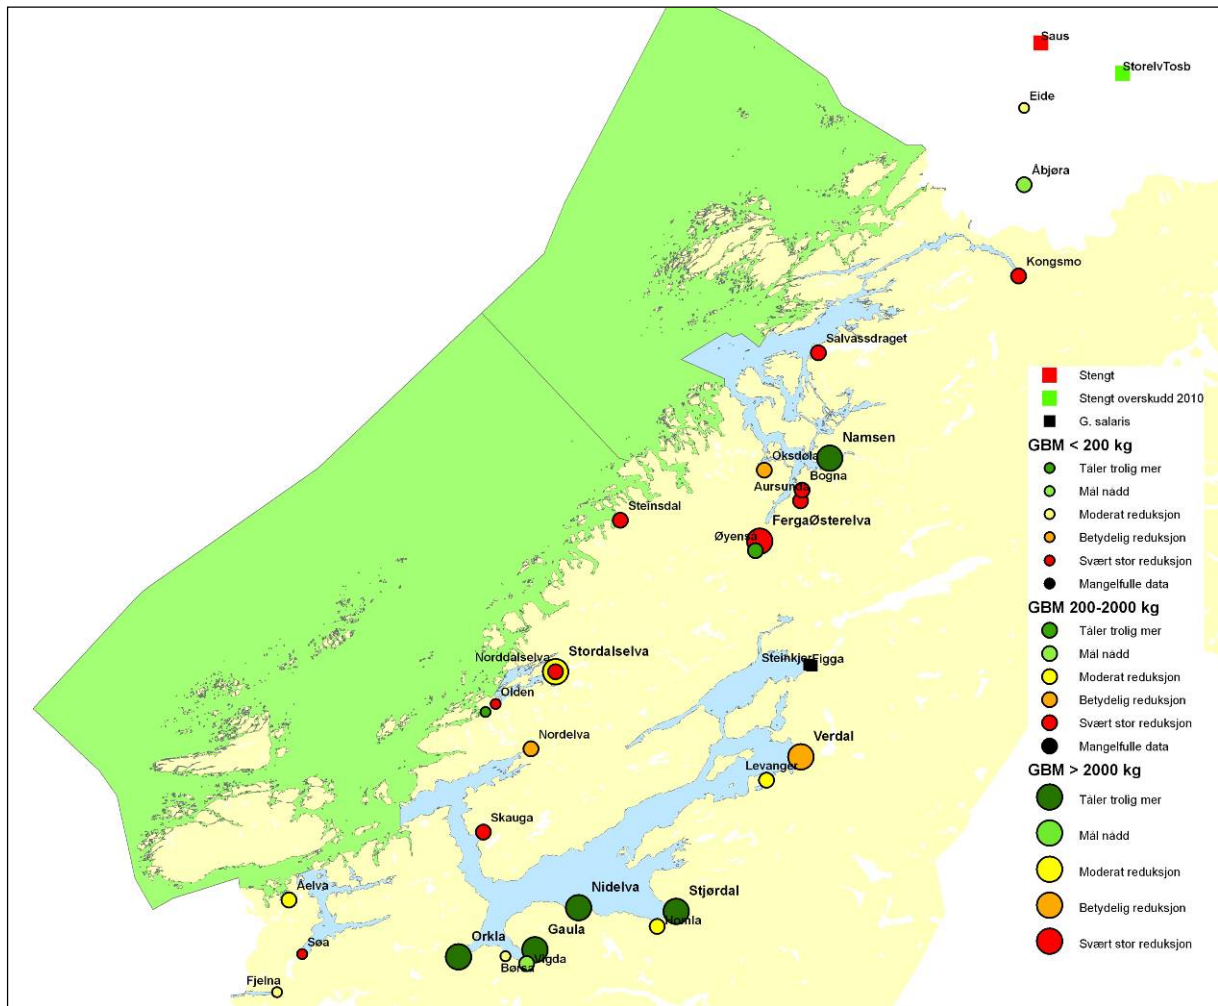 Saus
StorelvTosb
Eide
Åbjøra
Kongsmo
Salvassdraget
Namsen
Oksdøla
Bogna
Aursund
Steinsdal
FergaØsterelva
Øyensa
Norddalselva
Stordalselva
SteinkjerFigga
Olden
Nordelva
Verdal
Levanger
Skauga
Åelva
Nidelva
Stjørdal
Homla
Orkla
Gaula
Søa
Børsa
Vigda
Fjelna
Stengt
Stengt overskudd 2010
G. salaris
GBM < 200 kg
Tåler trolig mer
Mål nådd
Moderat reduksjon
Betydelig reduksjon
Svært stor reduksjon
Mangelfulle data
GBM 200-2000 kg
Tåler trolig mer
Mål nådd
Moderat reduksjon
Betydelig reduksjon
Svært stor reduksjon
Mangelfulle data
GBM > 2000 kg
Tåler trolig mer
Mål nådd
Moderat reduksjon
Betydelig reduksjon
Svært stor reduksjon